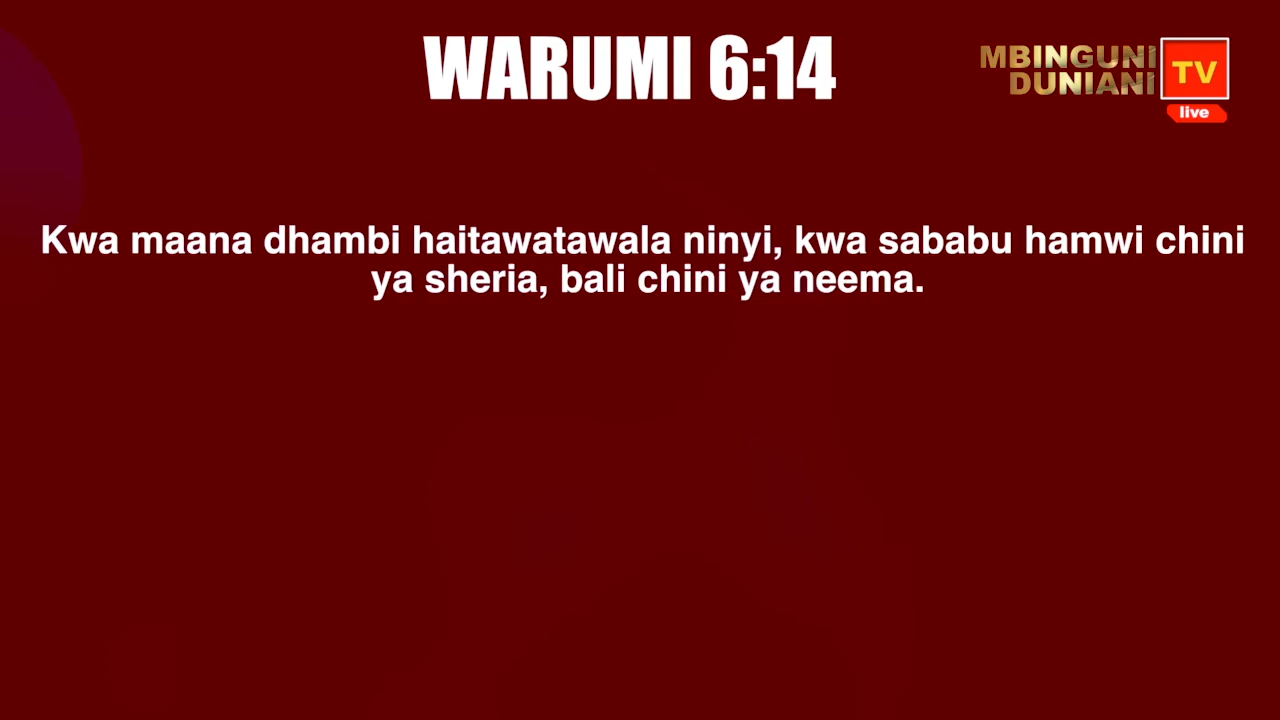 WARUMI 6:14
MBINGUNI
DUNIANI
TV
live
Kwa maana dhambi haitawatawala ninyi, kwa sababu hamwi chini
ya sheria, bali chini ya neema.